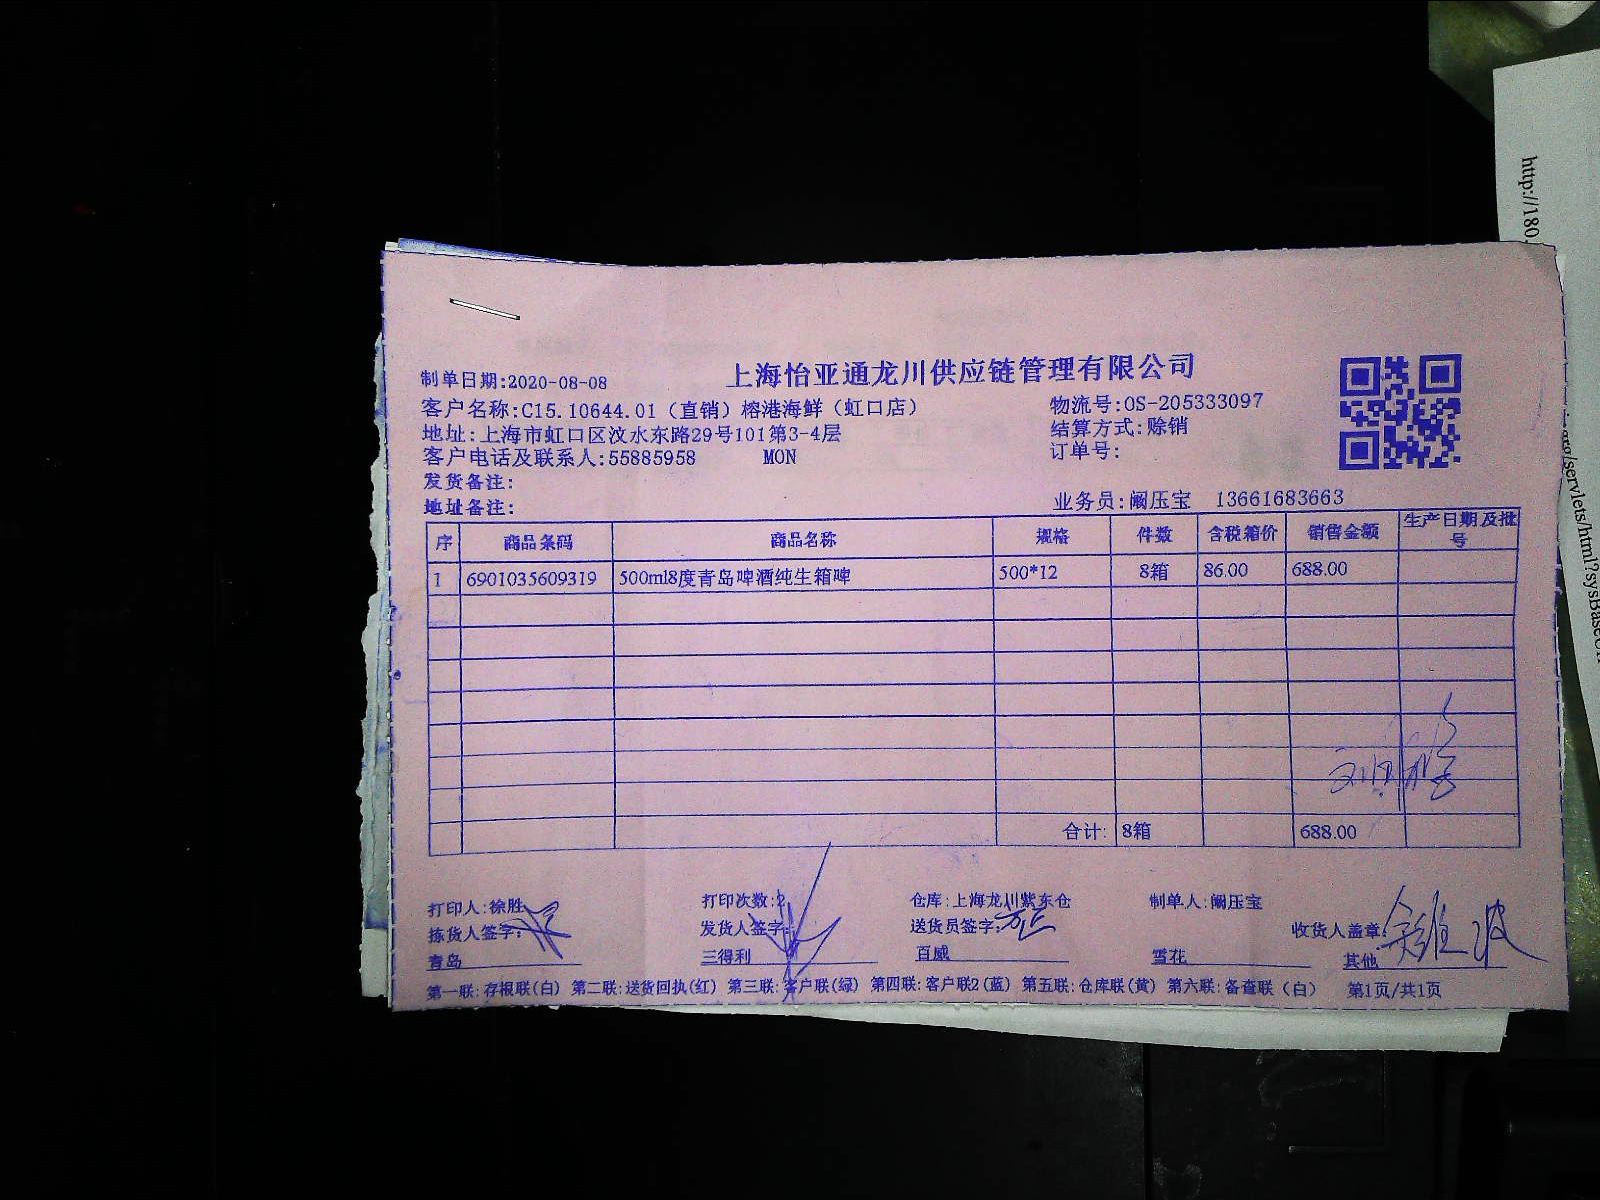 上海怡亚通龙川供应链管理有限公司
制单日期:2020-08-08
客户名称:C15.10644.01（直销）榕港海鲜（虹口店）
物流号:OS-205333097
地址:上海市虹口区汶水东路29号101第3-4层
结算方式:赊销
客户电话及联系人:55885958 MON
订单号:
发货备注:
地址备注:
业务员:阚压宝 13661683663
序 商品条码 商品名称 规格 件数 含税箱价 销售金额 生产日期及批号
1 6901035609319 500ml8度青岛啤酒纯生箱啤 500*12 8箱 86.00 688.00
合计: 8箱 688.00
打印人:徐胜 打印次数:2 仓库:上海龙川紫东仓 制单人:阚压宝
拣货人签字: 发货人签字: 送货员签字: 收货人盖章:
青岛 三得利 百威 雪花 其他
第一联:存根联(白) 第二联:送货回执(红) 第三联:客户联(绿) 第四联:客户联2(蓝) 第五联:仓库联(黄) 第六联:备查联（白） 第1页/共1页
http://180.